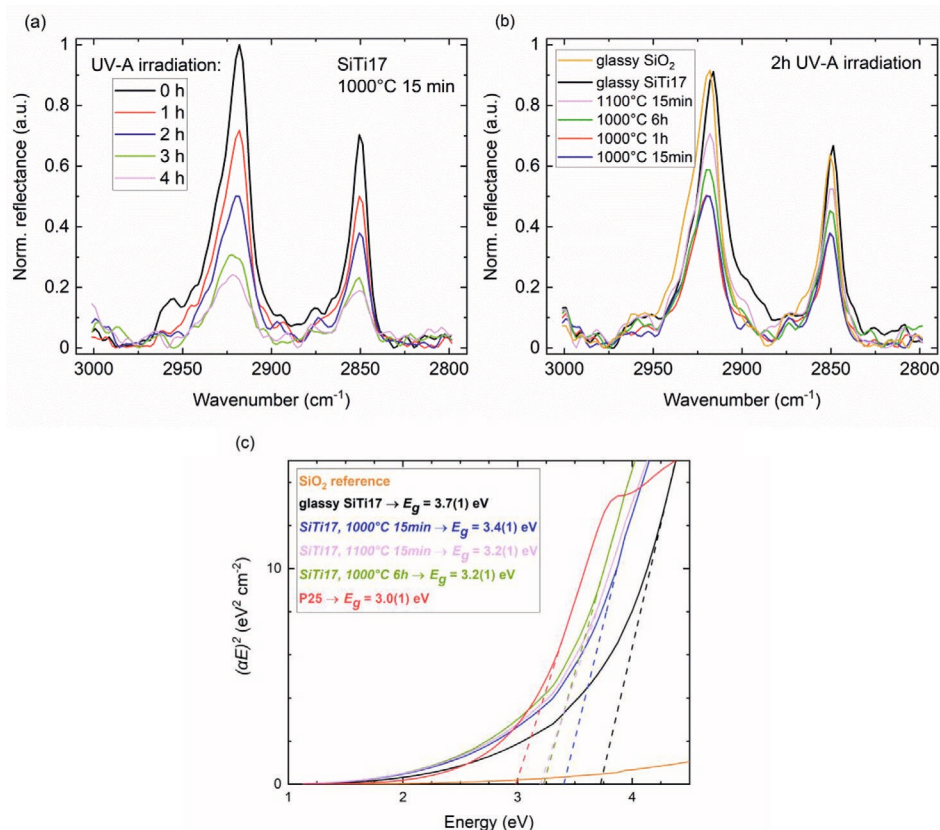 (a)
UV-A irradiation:
0 h
1 h
2 h
3 h
4 h
SiTi17
1000°C 15 min
Norm. reflectance (a.u.)
1
0.8
0.6
0.4
0.2
0
3000 2950 2900 2850 2800
Wavenumber (cm⁻¹)
(b)
glassy SiO₂
glassy SiTi17
1100°C 15min
1000°C 6h
1000°C 1h
1000°C 15min
2h UV-A irradiation
Norm. reflectance (a.u.)
1
0.8
0.6
0.4
0.2
0
3000 2950 2900 2850 2800
Wavenumber (cm⁻¹)
(c)
SiO₂ reference
glassy SiTi17 → E_g = 3.7(1) eV
SiTi17, 1000°C 15min → E_g = 3.4(1) eV
SiTi17, 1100°C 15min → E_g = 3.2(1) eV
SiTi17, 1000°C 6h → E_g = 3.2(1) eV
P25 → E_g = 3.0(1) eV
(αE)² (eV² cm⁻²)
10
0
1 2 3 4
Energy (eV)